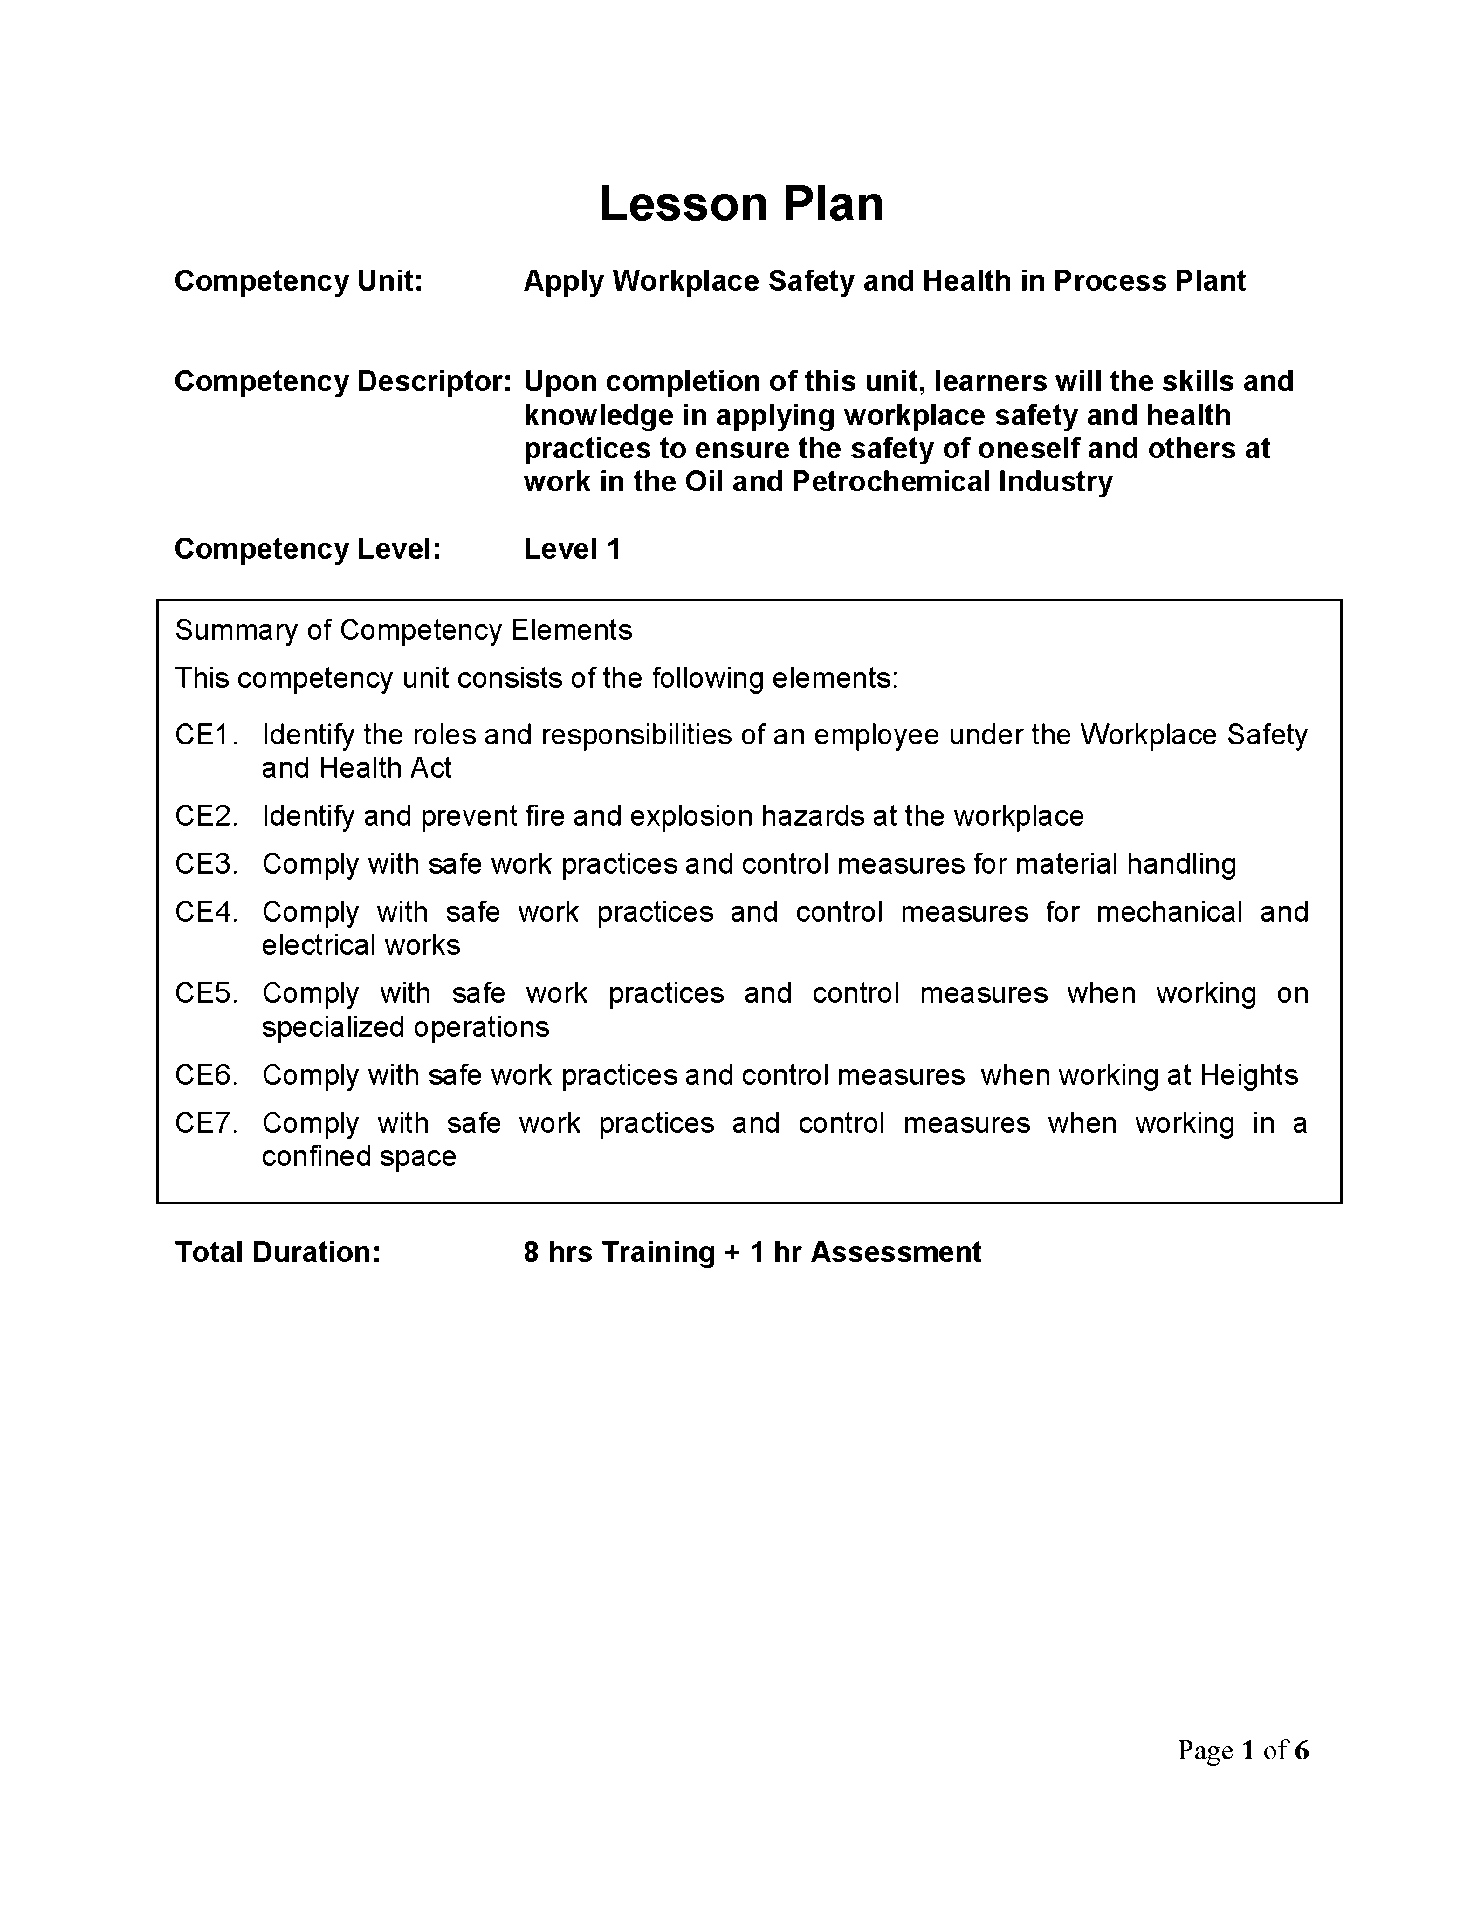 Lesson Plan
Competency Unit: Apply Workplace Safety and Health in Process Plant
Competency Descriptor: Upon completion of this unit, learners will the skills and
knowledge in applying workplace safety and health
practices to ensure the safety of oneself and others at
work in the Oil and Petrochemical Industry
Competency Level: Level 1
Summary of Competency Elements
This competency unit consists of the following elements:
CE1. Identify the roles and responsibilities of an employee under the Workplace Safety
and Health Act
CE2. Identify and prevent fire and explosion hazards at the workplace
CE3. Comply with safe work practices and control measures for material handling
CE4. Comply with safe work practices and control measures for mechanical and
electrical works
CE5. Comply with safe work practices and control measures when working on
specialized operations
CE6. Comply with safe work practices and control measures when working at Heights
CE7. Comply with safe work practices and control measures when working in a
confined space
Total Duration: 8 hrs Training + 1 hr Assessment
Page 1 of 6